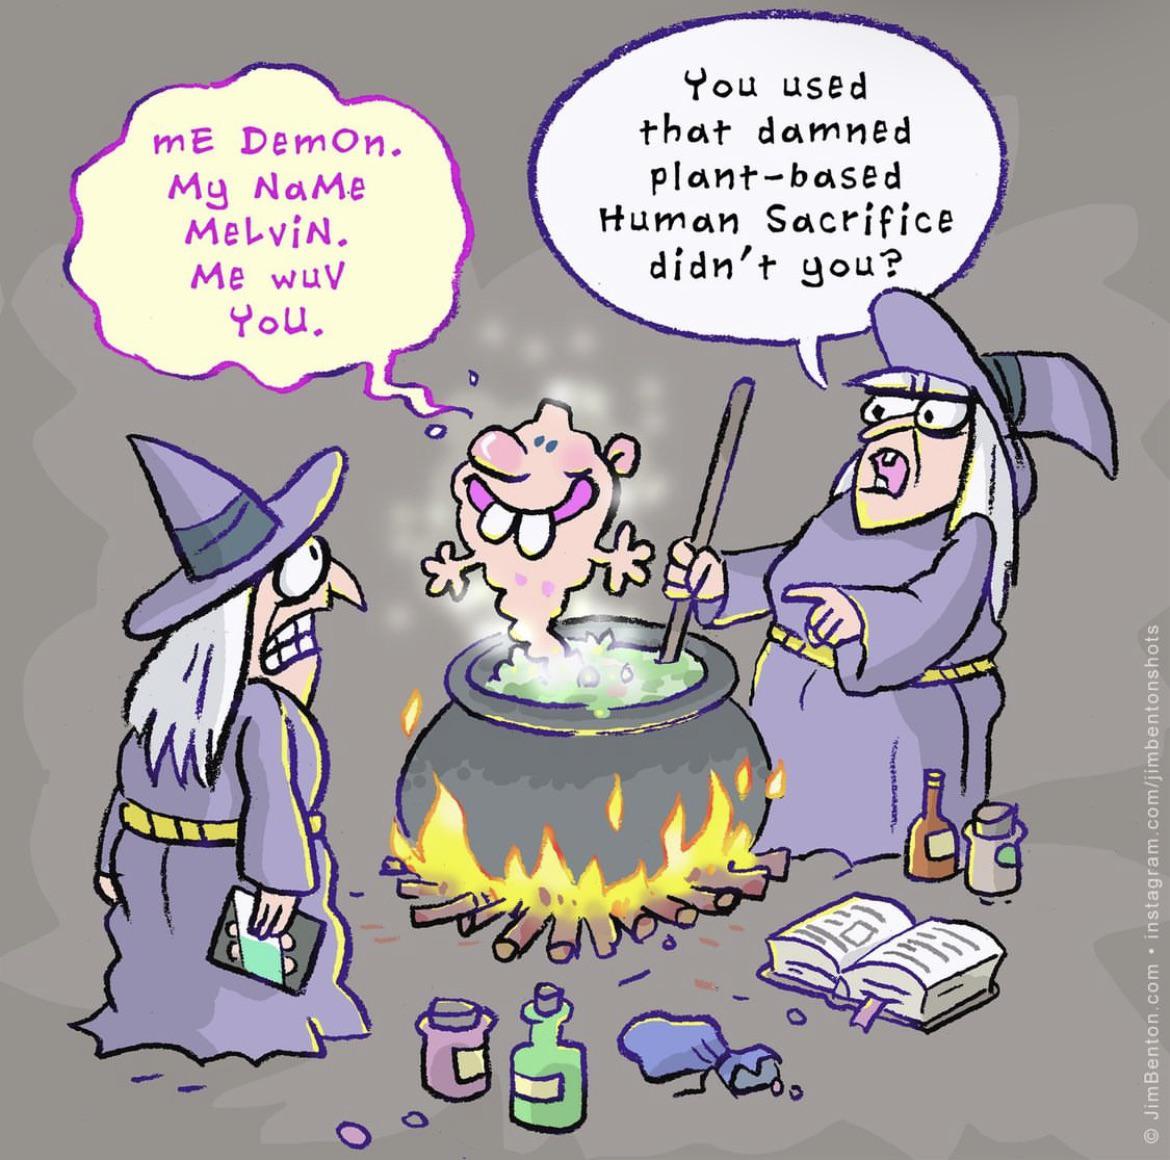 mE DemOn.
My NaMe
MeLviN.
Me wuV
YoU.
You used
that damned
plant-based
Human Sacrifice
didn't you?
© JimBenton.com • instagram.com/jimbentonshots